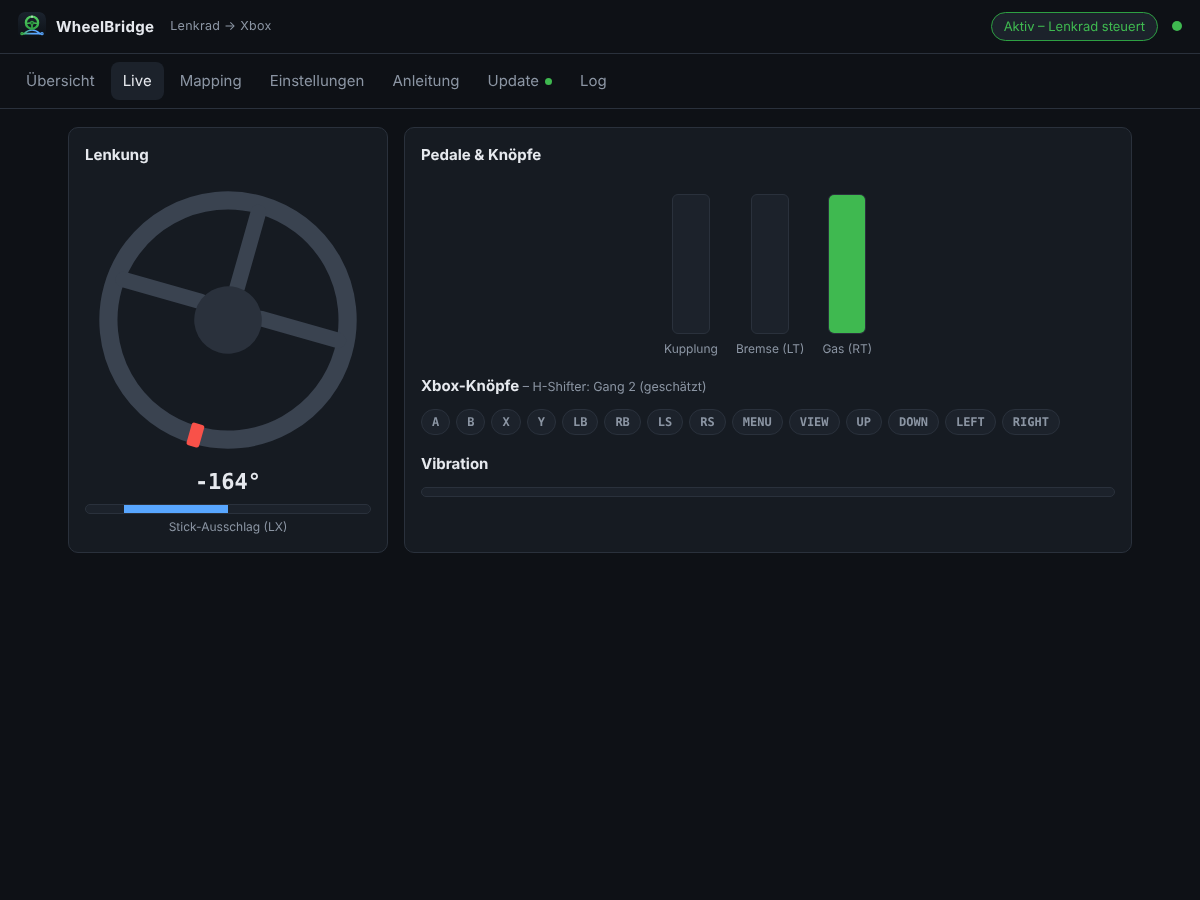 WheelBridge Lenkrad → Xbox
Aktiv – Lenkrad steuert
Übersicht Live Mapping Einstellungen Anleitung Update Log
Lenkung
-164°
Stick-Ausschlag (LX)
Pedale & Knöpfe
Kupplung Bremse (LT) Gas (RT)
Xbox-Knöpfe – H-Shifter: Gang 2 (geschätzt)
A B X Y LB RB LS RS MENU VIEW UP DOWN LEFT RIGHT
Vibration